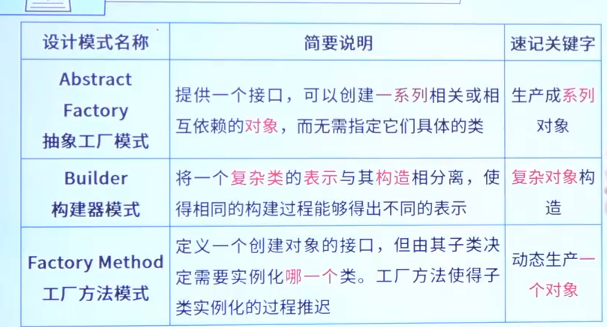 设计模式名称 简要说明 速记关键字
Abstract
Factory
抽象工厂模式
提供一个接口，可以创建一系列相关或相
互依赖的对象，而无需指定它们具体的类
生产成系列
对象
Builder
构建器模式
将一个复杂类的表示与其构造相分离，使
得相同的构建过程能够得出不同的表示
复杂对象构
造
Factory Method
工厂方法模式
定义一个创建对象的接口，但由其子类决
定需要实例化哪一个类。工厂方法使得子
类实例化的过程推迟
动态生产一
个对象